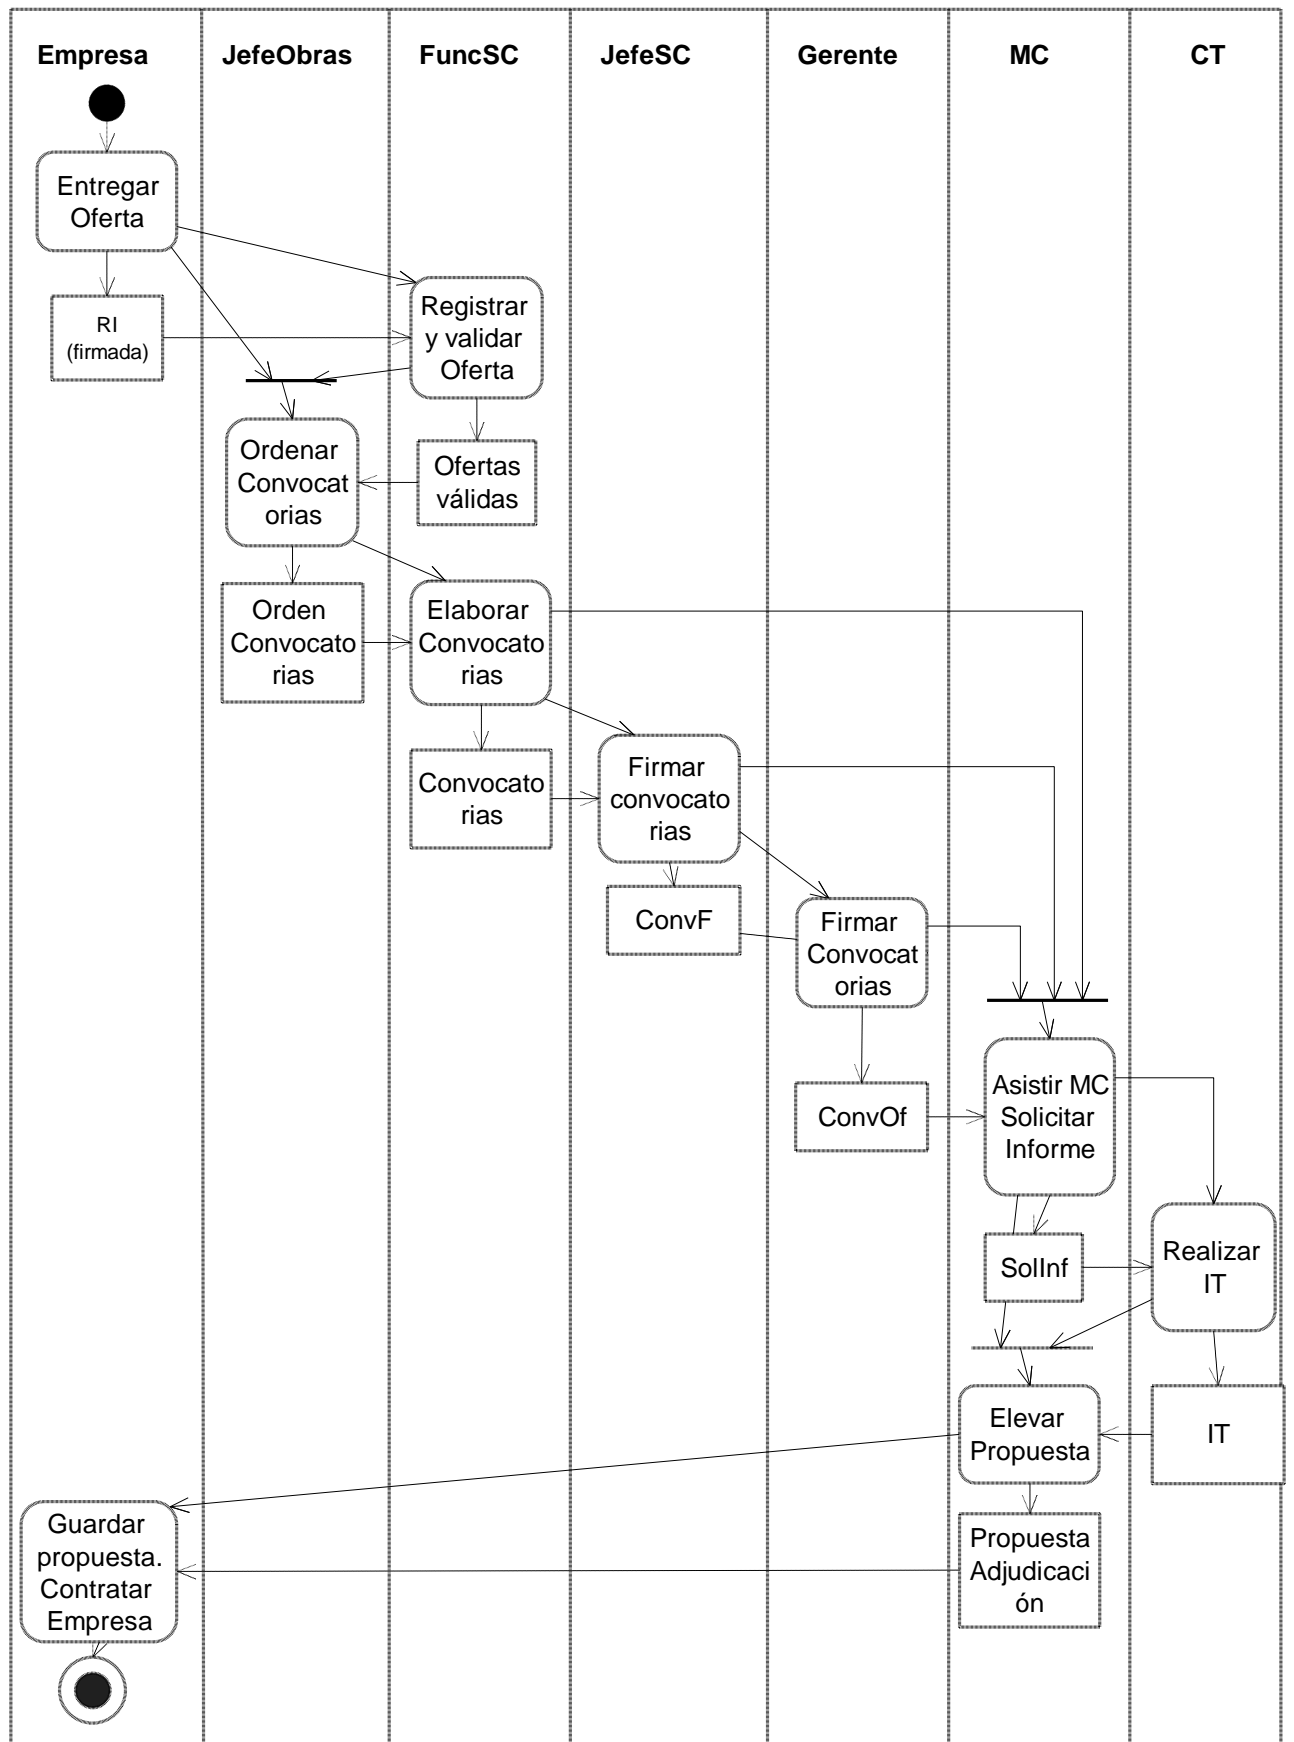 Empresa
JefeObras
FuncSC
JefeSC
Gerente
MC
CT
Entregar
Oferta
RI
(firmada)
Registrar
y validar
Oferta
Ordenar
Convocat
orias
Ofertas
válidas
Orden
Convocato
rias
Elaborar
Convocato
rias
Convocato
rias
Firmar
convocato
rias
ConvF
Firmar
Convocat
orias
ConvOf
Asistir MC
Solicitar
Informe
SolInf
Realizar
IT
Elevar
Propuesta
IT
Propuesta
Adjudicaci
ón
Guardar
propuesta.
Contratar
Empresa